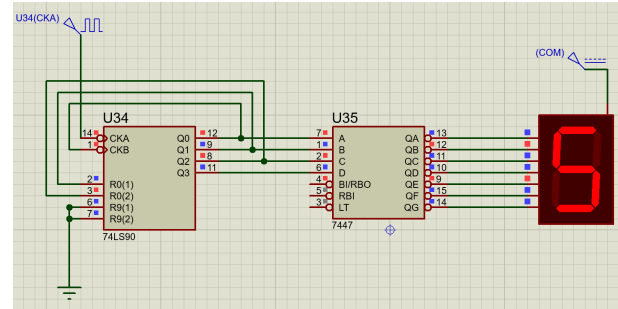 U34(CKA)
(COM)
U34
14 CKA Q0 12
1 CKB Q1 9
Q2 8
Q3 11
2 R0(1)
3 R0(2)
6 R9(1)
7 R9(2)
74LS90
U35
7 A QA 13
1 B QB 12
2 C QC 11
6 D QD 10
4 BI/RBO QE 9
5 RBI QF 15
3 LT QG 14
7447
5